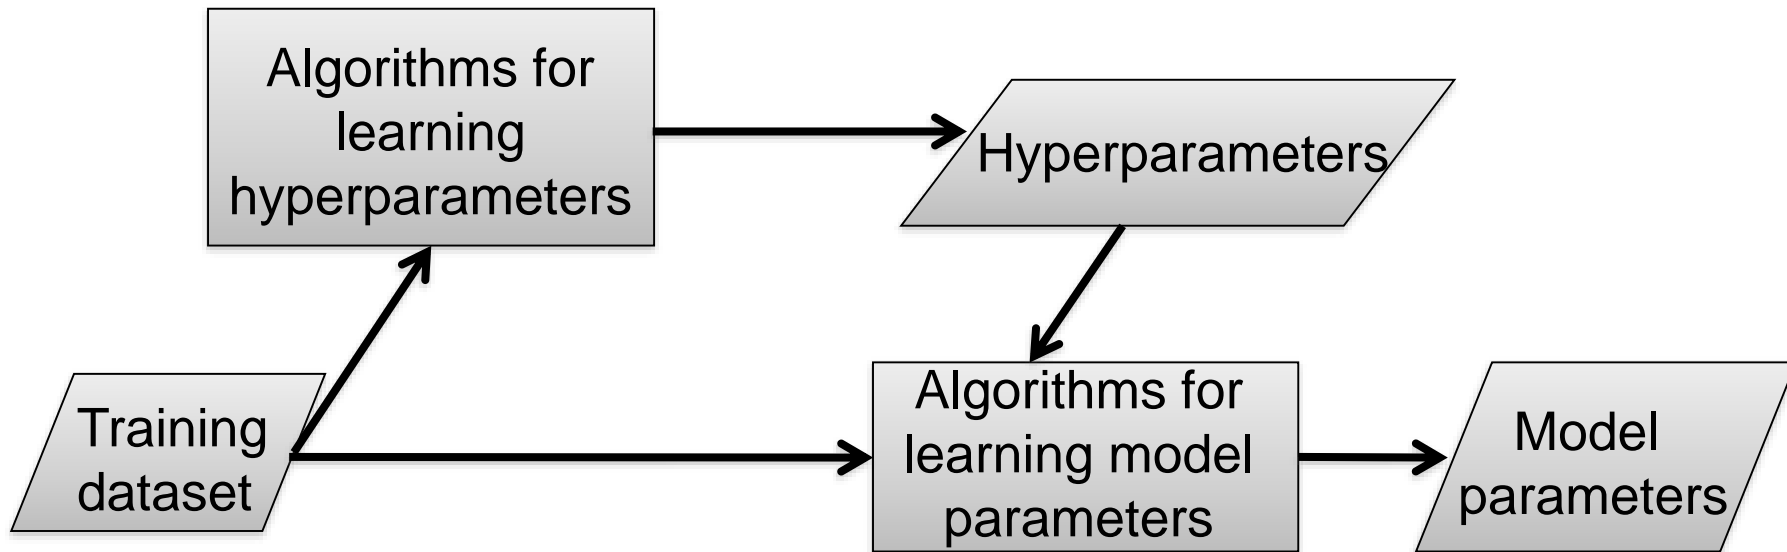 Algorithms for
learning
hyperparameters
Hyperparameters
Training
dataset
Algorithms for
learning model
parameters
Model
parameters